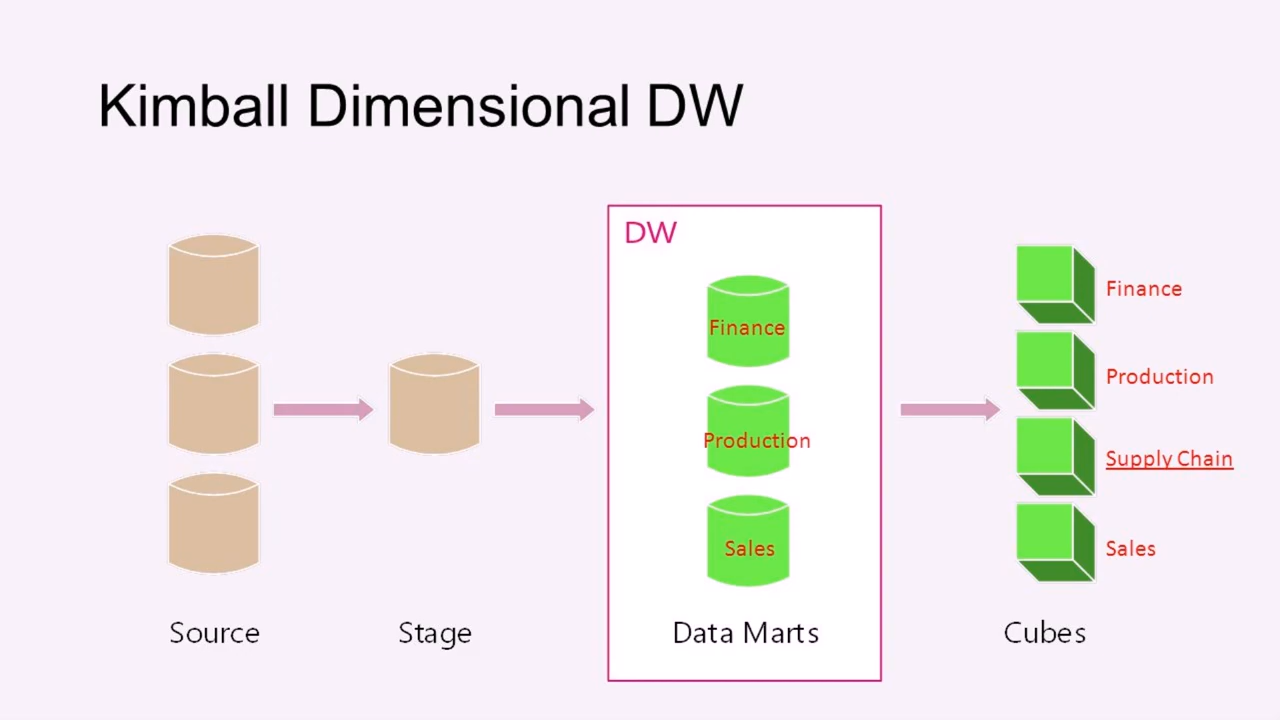 Kimball Dimensional DW
DW
Finance
Production
Sales
Finance
Production
Supply Chain
Sales
Source
Stage
Data Marts
Cubes